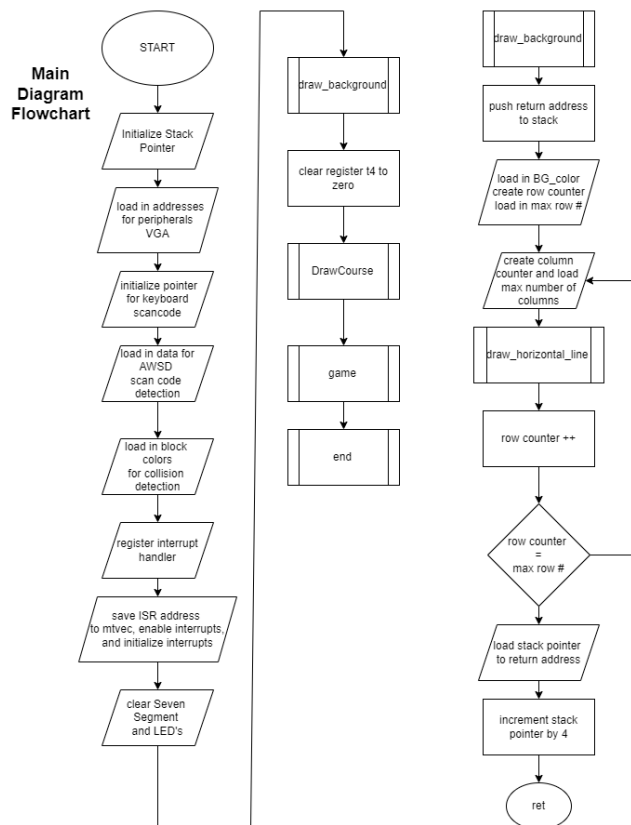 START
Main
Diagram
Flowchart
Initialize Stack
Pointer
load in addresses
for peripherals
VGA
initialize pointer
for keyboard
scancode
load in data for
AWSD
scan code
detection
load in block
colors
for collision
detection
register interrupt
handler
save ISR address
to mtvec, enable interrupts,
and initialize interrupts
clear Seven
Segment
and LED's
draw_background
clear register t4 to
zero
DrawCourse
game
end
draw_background
push return address
to stack
load in BG_color
create row counter
load in max row #
create column
counter and load
max number of
columns
draw_horizontal_line
row counter ++
row counter
=
max row #
load stack pointer
to return address
increment stack
pointer by 4
ret